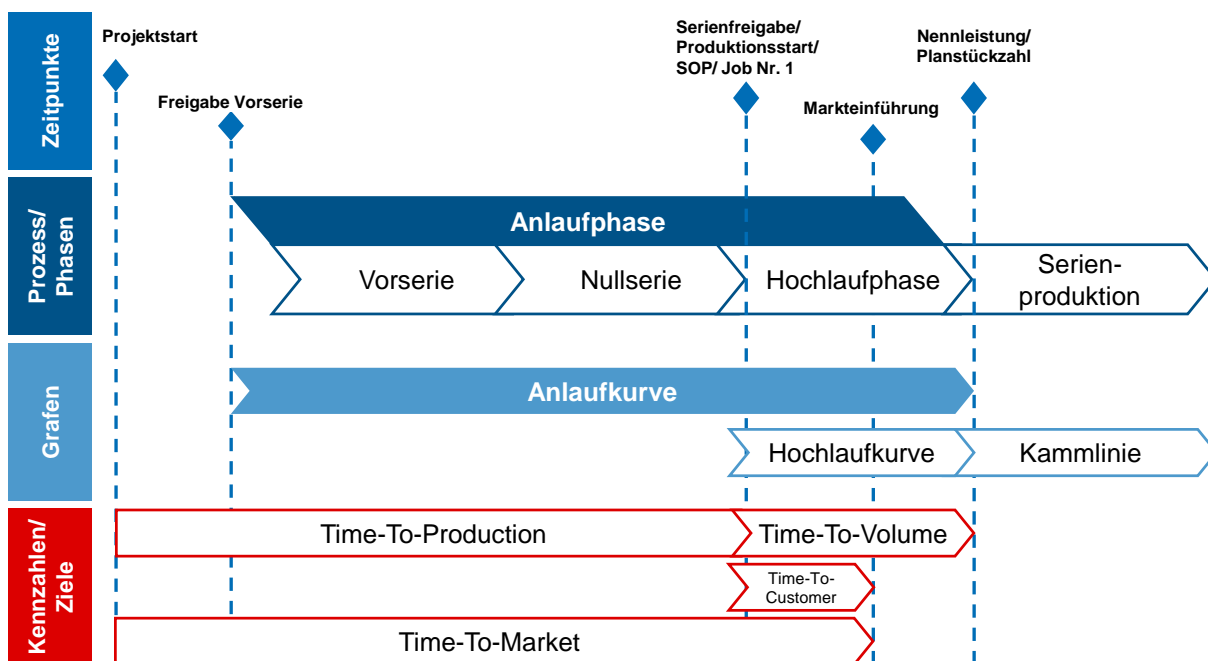 Zeitpunkte
Projektstart
Freigabe Vorserie
Serienfreigabe/
Produktionsstart/
SOP/ Job Nr. 1
Markteinführung
Nennleistung/
Planstückzahl
Prozess/
Phasen
Anlaufphase
Vorserie
Nullserie
Hochlaufphase
Serien-
produktion
Grafen
Anlaufkurve
Hochlaufkurve
Kammlinie
Kennzahlen/
Ziele
Time-To-Production
Time-To-Volume
Time-To-
Customer
Time-To-Market